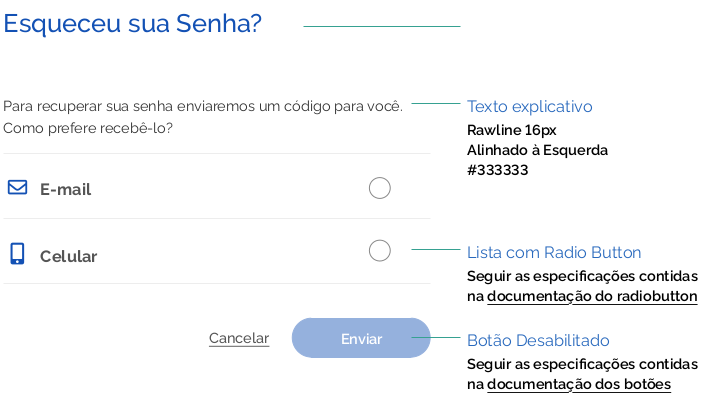 Esqueceu sua Senha?
Para recuperar sua senha enviaremos um código para você.
Como prefere recebê-lo?
E-mail
Celular
Cancelar
Enviar
Texto explicativo
Rawline 16px
Alinhado à Esquerda
#333333
Lista com Radio Button
Seguir as especificações contidas
na documentação do radiobutton
Botão Desabilitado
Seguir as especificações contidas
na documentação dos botões